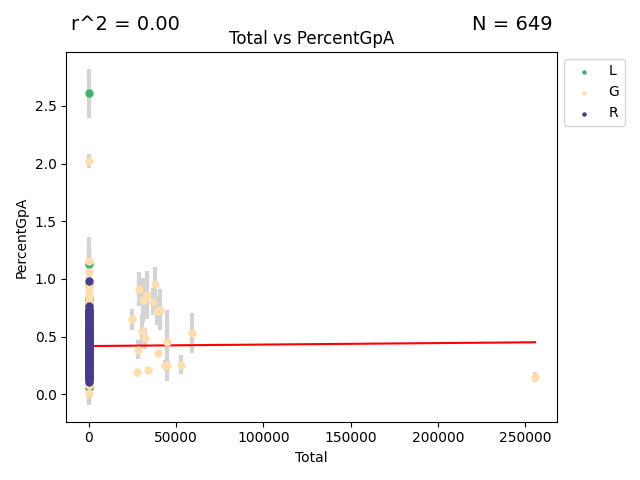 r^2 = 0.00
N = 649
Total vs PercentGpA
L
G
R
2.5
2.0
1.5
1.0
0.5
0.0
PercentGpA
0
50000
100000
150000
200000
250000
Total